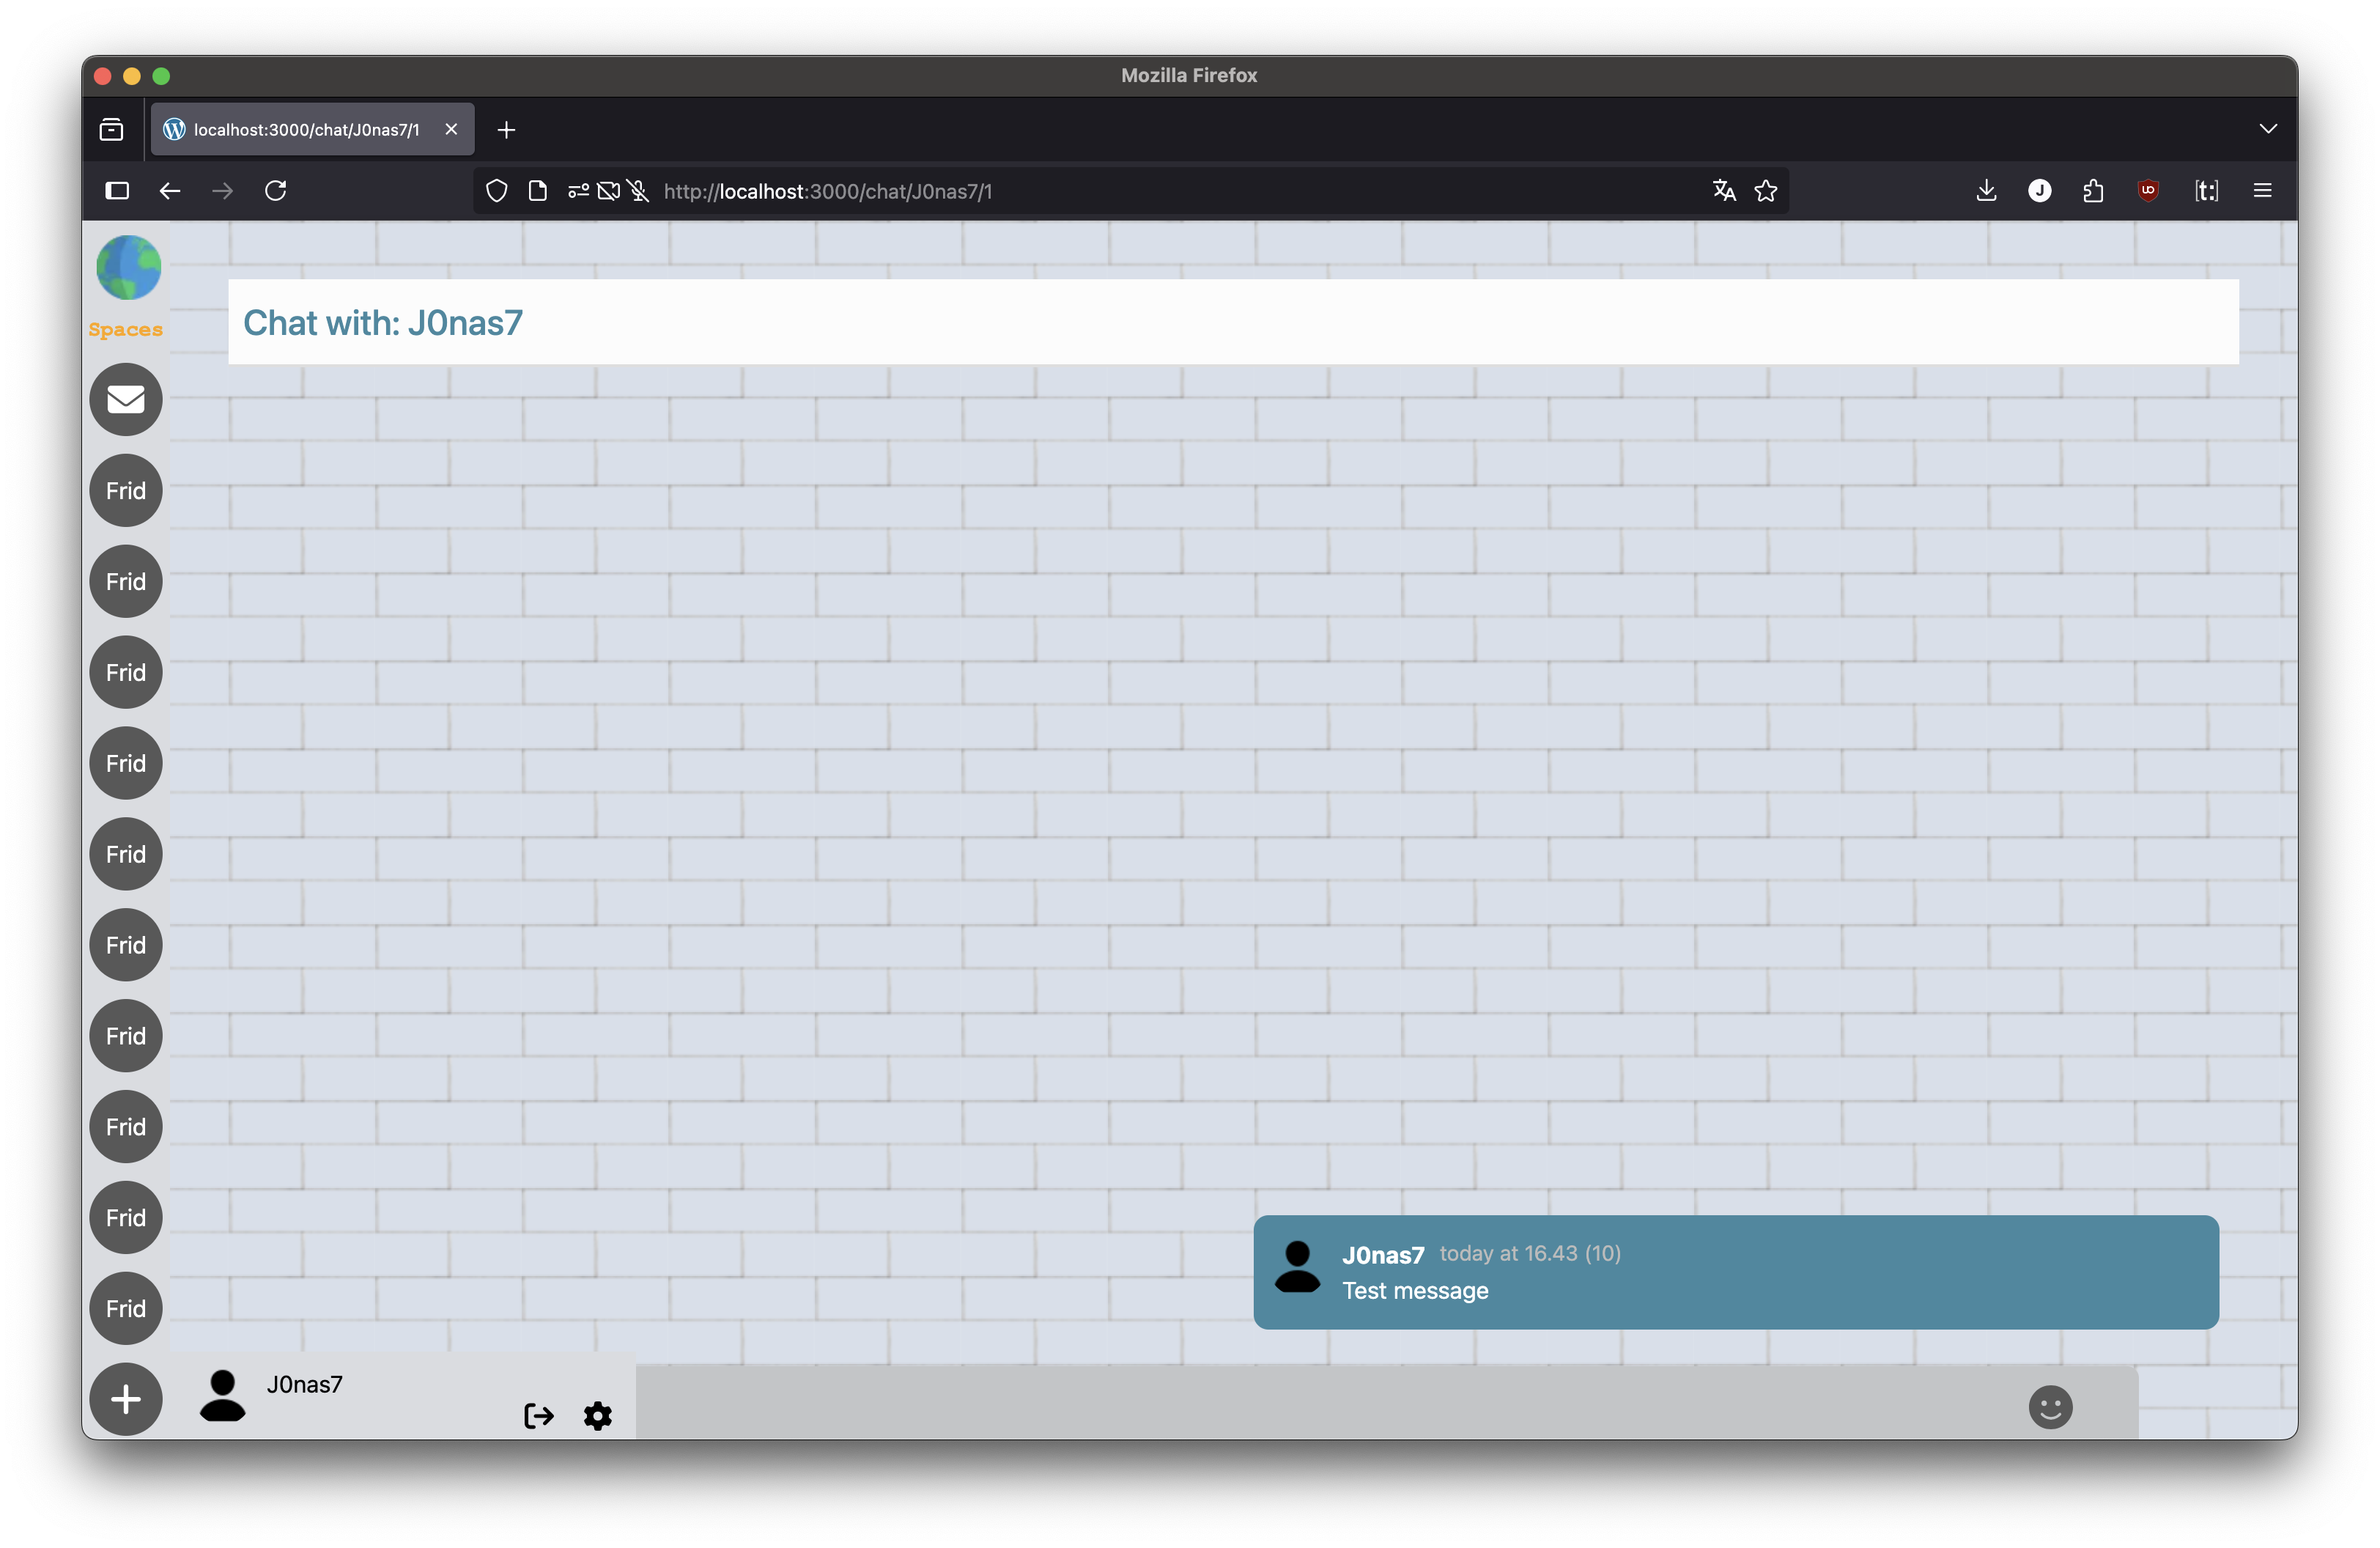 Mozilla Firefox
localhost:3000/chat/J0nas7/1
http://localhost:3000/chat/J0nas7/1
Spaces
Chat with: J0nas7
Frid
Frid
Frid
Frid
Frid
Frid
Frid
Frid
Frid
Frid
J0nas7 today at 16.43 (10)
Test message
J0nas7